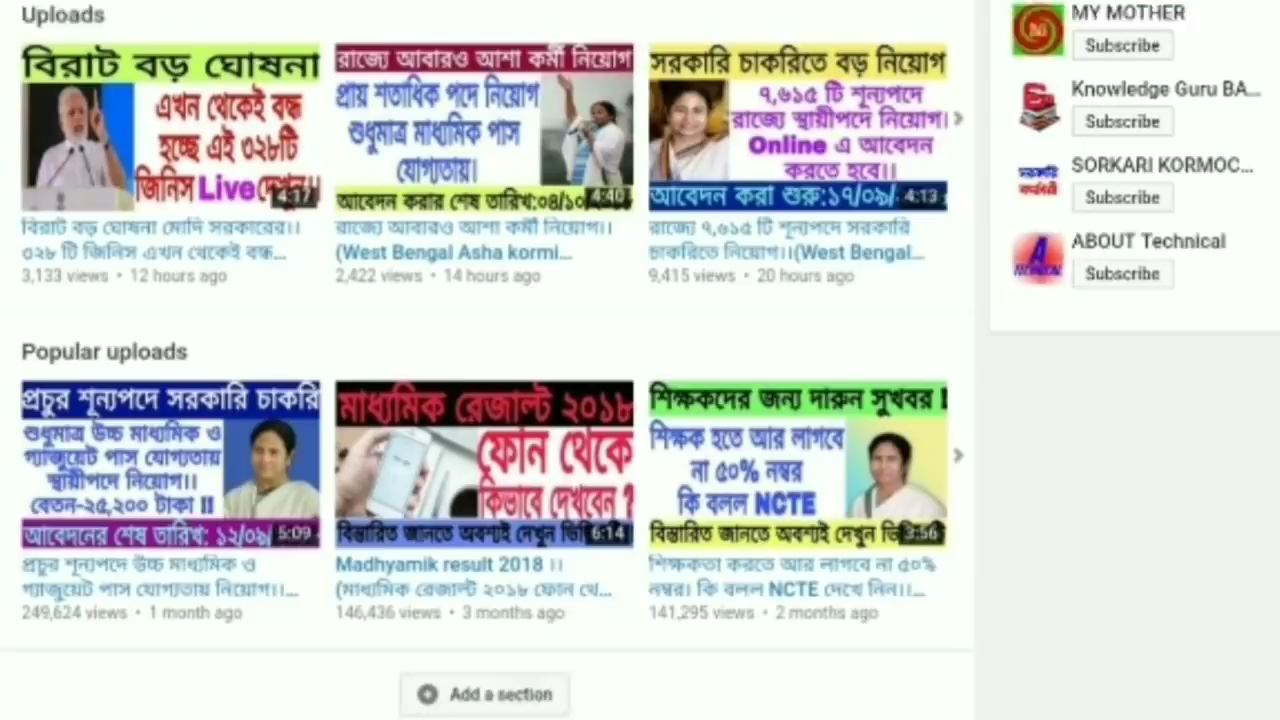 Uploads
বিরাট বড় ঘোষনা
এখন থেকেই বন্ধ
হচ্ছে এই ৩২৮টি
জিনিস Live
বিরাট বড় ঘোষনা মোদি সরকারের।।
৩২৮ টি জিনিস এখন থেকেই বন্ধ...
3,133 views • 12 hours ago
রাজ্যে আবারও আশা কর্মী নিয়োগ
প্রায় শতাধিক পদে নিয়োগ
শুধুমাত্র মাধ্যমিক পাস
যোগ্যতায়।
আবেদন করার শেষ তারিখ:০৪/১০/
4:40
রাজ্যে আবারও আশা কর্মী নিয়োগ।।
(West Bengal Asha kormi...
2,422 views • 14 hours ago
সরকারি চাকরিতে বড় নিয়োগ
৭,৬১৫ টি শূন্যপদে
রাজ্যে স্থায়ীপদে নিয়োগ।
Online এ আবেদন
করতে হবে।।
আবেদন করা শুরু:১৭/০৯/
4:13
রাজ্যে ৭,৬১৫ টি শূন্যপদে সরকারি
চাকরিতে নিয়োগ।।(West Bengal...
9,415 views • 20 hours ago
Popular uploads
প্রচুর শূন্যপদে সরকারি চাকরি
শুধুমাত্র উচ্চ মাধ্যমিক ও
গ্যাজুয়েট পাস যোগ্যতায়
স্থায়ীপদে নিয়োগ।।
বেতন-২৫,২০০ টাকা !!
আবেদনের শেষ তারিখ: ১২/০৯/
5:09
প্রচুর শূন্যপদে উচ্চ মাধ্যমিক ও
গ্যাজুয়েট পাস যোগ্যতায় নিয়োগ।।...
249,624 views • 1 month ago
মাধ্যমিক রেজাল্ট ২০১৮
ফোন থেকে
কিভাবে দেখবেন ?
বিস্তারিত জানতে অবশ্যই দেখুন
6:14
Madhyamik result 2018 ।।
(মাধ্যমিক রেজাল্ট ২০১৮ ফোন থে...
146,436 views • 3 months ago
শিক্ষকদের জন্য দারুন সুখবর !
শিক্ষক হতে আর লাগবে
না ৫০% নম্বর
কি বলল NCTE
বিস্তারিত জানতে অবশ্যই দেখুন
3:56
শিক্ষকতা করতে আর লাগবে না ৫০%
নম্বর। কি বলল NCTE দেখে নিন।।...
141,295 views • 2 months ago
Add a section
MY MOTHER
Subscribe
Knowledge Guru BA...
Subscribe
SORKARI KORMOC...
Subscribe
ABOUT Technical
Subscribe